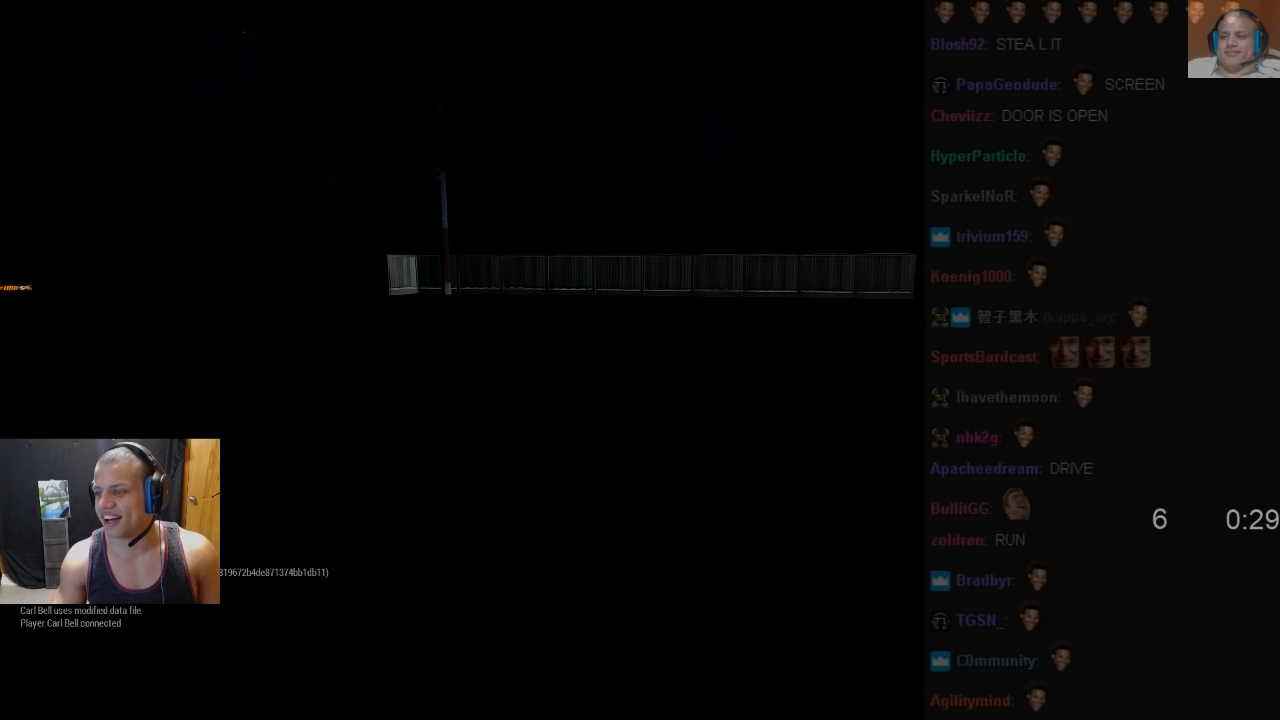 Blosh92: STEA L IT
PapaGeodude: SCREEN
Cheviizz: DOOR IS OPEN
HyperParticle:
SparkelNoR:
trivium159:
Koenig1000:
智子里木 (kappa_xv):
SportsBardcast:
Ihavethemoon:
nhk2g:
Apacheedream: DRIVE
BullitGG:
6 0:29
zoldren: RUN
819672b4de871374bb1db11)
Bradbyr:
Carl Bell uses modified data file
Player Carl Bell connected
TGSN_:
C0mmunity:
Agilitymind: